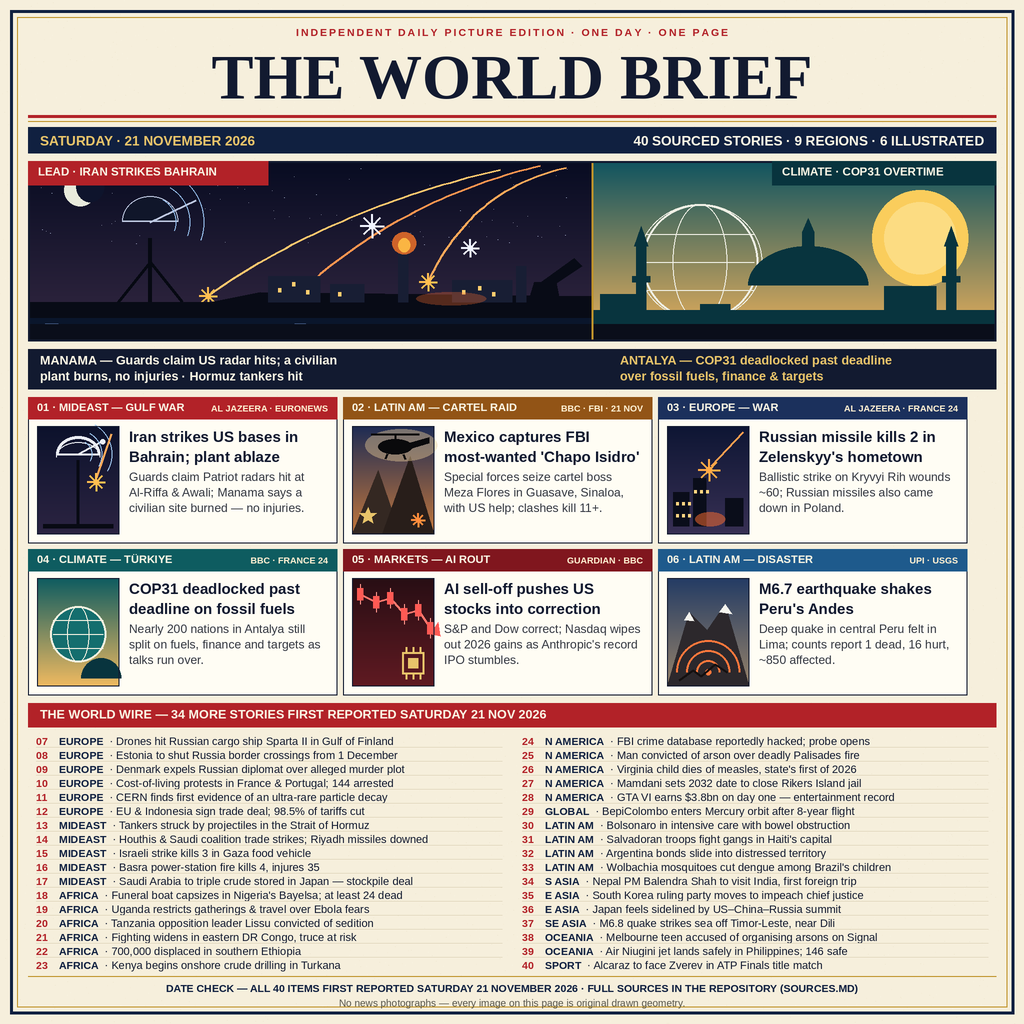 INDEPENDENT DAILY PICTURE EDITION · ONE DAY · ONE PAGE
THE WORLD BRIEF
SATURDAY · 21 NOVEMBER 2026
40 SOURCED STORIES · 9 REGIONS · 6 ILLUSTRATED
LEAD · IRAN STRIKES BAHRAIN
CLIMATE · COP31 OVERTIME
MANAMA — Guards claim US radar hits; a civilian
plant burns, no injuries · Hormuz tankers hit
ANTALYA — COP31 deadlocked past deadline
over fossil fuels, finance & targets
01 · MIDEAST — GULF WAR
AL JAZEERA · EURONEWS
Iran strikes US bases in
Bahrain; plant ablaze
Guards claim Patriot radars hit at
Al-Riffa & Awali; Manama says a
civilian site burned — no injuries.
02 · LATIN AM — CARTEL RAID
BBC · FBI · 21 NOV
Mexico captures FBI
most-wanted 'Chapo Isidro'
Special forces seize cartel boss
Meza Flores in Guasave, Sinaloa,
with US help; clashes kill 11+.
03 · EUROPE — WAR
AL JAZEERA · FRANCE 24
Russian missile kills 2 in
Zelenskyy's hometown
Ballistic strike on Kryvyi Rih wounds
~60; Russian missiles also came
down in Poland.
04 · CLIMATE — TÜRKIYE
BBC · FRANCE 24
COP31 deadlocked past
deadline on fossil fuels
Nearly 200 nations in Antalya still
split on fuels, finance and targets as
talks run over.
05 · MARKETS — AI ROUT
GUARDIAN · BBC
AI sell-off pushes US
stocks into correction
S&P and Dow correct; Nasdaq wipes
out 2026 gains as Anthropic's record
IPO stumbles.
06 · LATIN AM — DISASTER
UPI · USGS
M6.7 earthquake shakes
Peru's Andes
Deep quake in central Peru felt in
Lima; counts report 1 dead, 16 hurt,
~850 affected.
THE WORLD WIRE — 34 MORE STORIES FIRST REPORTED SATURDAY 21 NOV 2026
07 EUROPE · Drones hit Russian cargo ship Sparta II in Gulf of Finland
08 EUROPE · Estonia to shut Russia border crossings from 1 December
09 EUROPE · Denmark expels Russian diplomat over alleged murder plot
10 EUROPE · Cost-of-living protests in France & Portugal; 144 arrested
11 EUROPE · CERN finds first evidence of an ultra-rare particle decay
12 EUROPE · EU & Indonesia sign trade deal; 98.5% of tariffs cut
13 MIDEAST · Tankers struck by projectiles in the Strait of Hormuz
14 MIDEAST · Houthis & Saudi coalition trade strikes; Riyadh missiles downed
15 MIDEAST · Israeli strike kills 3 in Gaza food vehicle
16 MIDEAST · Basra power-station fire kills 4, injures 35
17 MIDEAST · Saudi Arabia to triple crude stored in Japan — stockpile deal
18 AFRICA · Funeral boat capsizes in Nigeria's Bayelsa; at least 24 dead
19 AFRICA · Uganda restricts gatherings & travel over Ebola fears
20 AFRICA · Tanzania opposition leader Lissu convicted of sedition
21 AFRICA · Fighting widens in eastern DR Congo, truce at risk
22 AFRICA · 700,000 displaced in southern Ethiopia
23 AFRICA · Kenya begins onshore crude drilling in Turkana
24 N AMERICA · FBI crime database reportedly hacked; probe opens
25 N AMERICA · Man convicted of arson over deadly Palisades fire
26 N AMERICA · Virginia child dies of measles, state's first of 2026
27 N AMERICA · Mamdani sets 2032 date to close Rikers Island jail
28 N AMERICA · GTA VI earns $3.8bn on day one — entertainment record
29 GLOBAL · BepiColombo enters Mercury orbit after 8-year flight
30 LATIN AM · Bolsonaro in intensive care with bowel obstruction
31 LATIN AM · Salvadoran troops fight gangs in Haiti's capital
32 LATIN AM · Argentina bonds slide into distressed territory
33 LATIN AM · Wolbachia mosquitoes cut dengue among Brazil's children
34 S ASIA · Nepal PM Balendra Shah to visit India, first foreign trip
35 E ASIA · South Korea ruling party moves to impeach chief justice
36 E ASIA · Japan feels sidelined by US–China–Russia summit
37 SE ASIA · M6.8 quake strikes sea off Timor-Leste, near Dili
38 OCEANIA · Melbourne teen accused of organising arsons on Signal
39 OCEANIA · Air Niugini jet lands safely in Philippines; 146 safe
40 SPORT · Alcaraz to face Zverev in ATP Finals title match
DATE CHECK — ALL 40 ITEMS FIRST REPORTED SATURDAY 21 NOVEMBER 2026 · FULL SOURCES IN THE REPOSITORY (SOURCES.MD)
No news photographs — every image on this page is original drawn geometry.